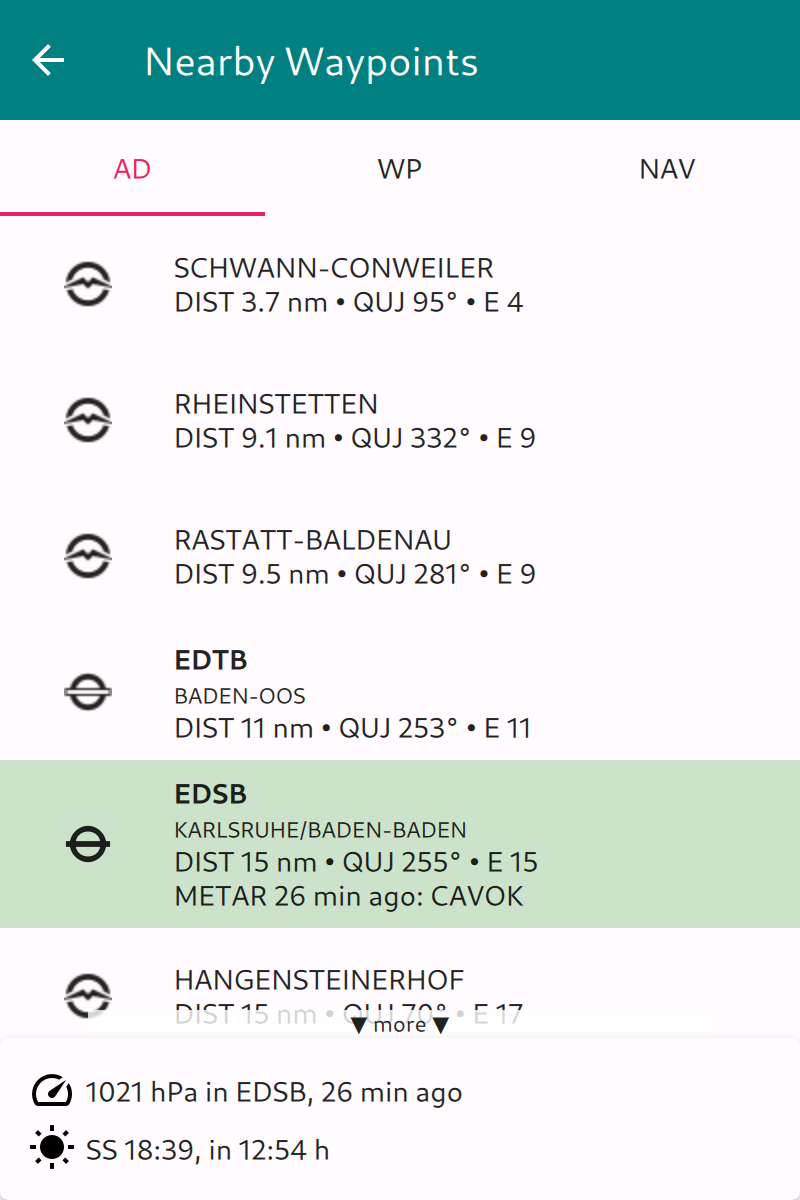 Nearby Waypoints
AD WP NAV
SCHWANN-CONWEILER
DIST 3.7 nm • QUJ 95° • E 4
RHEINSTETTEN
DIST 9.1 nm • QUJ 332° • E 9
RASTATT-BALDENAU
DIST 9.5 nm • QUJ 281° • E 9
EDTB
BADEN-OOS
DIST 11 nm • QUJ 253° • E 11
EDSB
KARLSRUHE/BADEN-BADEN
DIST 15 nm • QUJ 255° • E 15
METAR 26 min ago: CAVOK
HANGENSTEINERHOF
DIST 15 nm • QUJ 70° • E 17
▼ more ▼
1021 hPa in EDSB, 26 min ago
SS 18:39, in 12:54 h